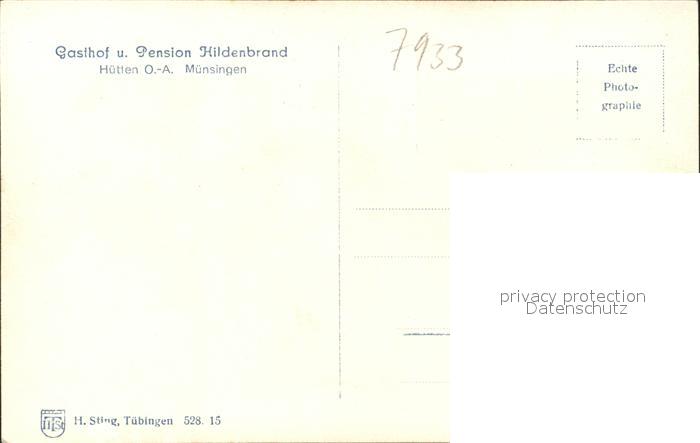 Gasthof u. Pension Hildenbrand
Hütten O.-A. Münsingen
7933
Echte
Photo-
graphie
privacy protection
Datenschutz
H. Sting, Tübingen 528. 15